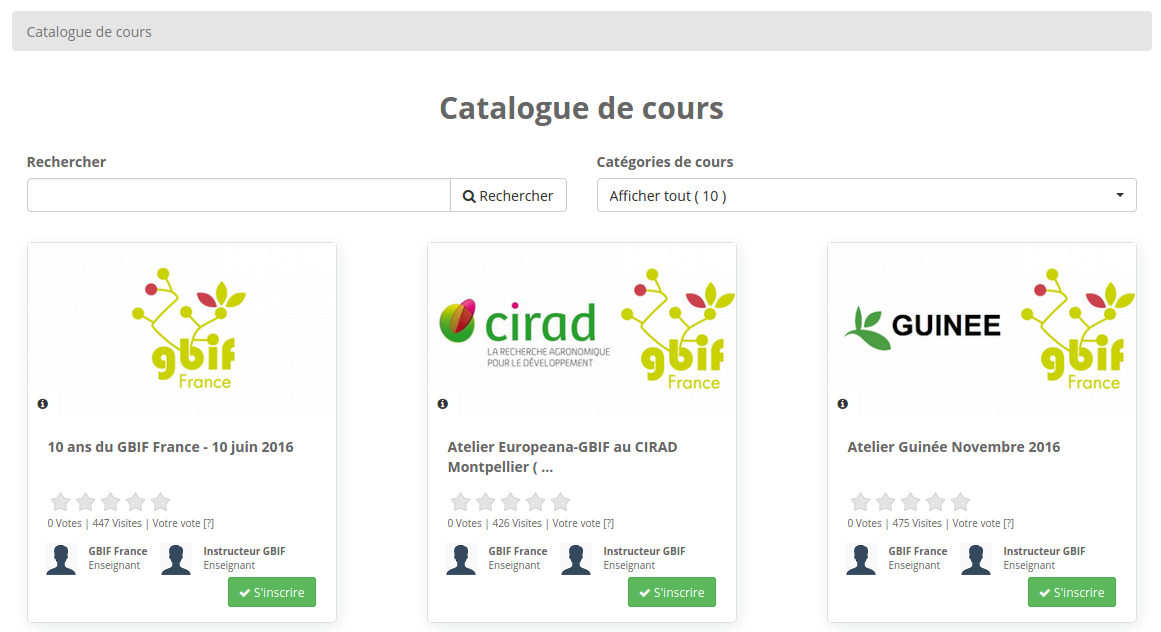 Catalogue de cours
Catalogue de cours
Rechercher
Catégories de cours
Rechercher
Afficher tout ( 10 )
gbif
France
10 ans du GBIF France - 10 juin 2016
0 Votes | 447 Visites | Votre vote [?]
GBIF France
Enseignant
Instructeur GBIF
Enseignant
S'inscrire
cirad
LA RECHERCHE AGRONOMIQUE
POUR LE DÉVELOPPEMENT
gbif
France
Atelier Europeana-GBIF au CIRAD
Montpellier ( ...
0 Votes | 426 Visites | Votre vote [?]
GBIF France
Enseignant
Instructeur GBIF
Enseignant
S'inscrire
GUINEE
gbif
France
Atelier Guinée Novembre 2016
0 Votes | 475 Visites | Votre vote [?]
GBIF France
Enseignant
Instructeur GBIF
Enseignant
S'inscrire